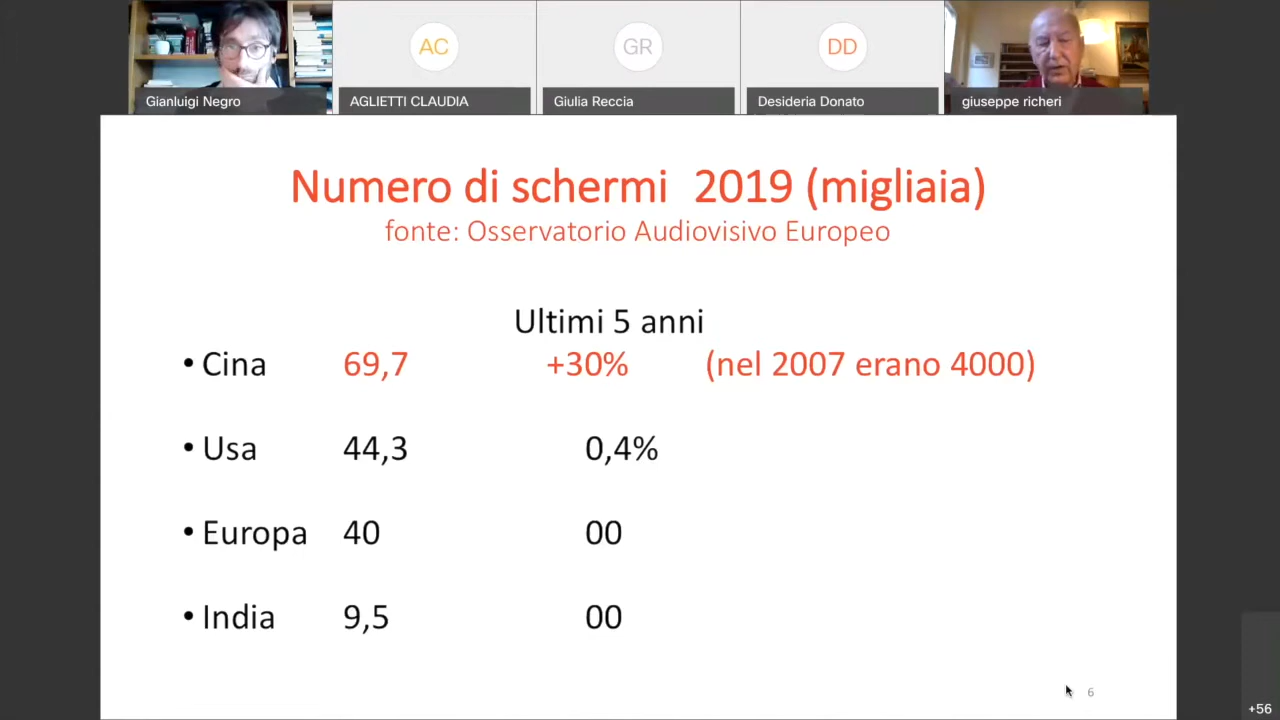 AC
GR
DD
Gianluigi Negro
AGLIETTI CLAUDIA
Giulia Reccia
Desideria Donato
giuseppe richeri
Numero di schermi 2019 (migliaia)
fonte: Osservatorio Audiovisivo Europeo
Ultimi 5 anni
• Cina 69,7 +30% (nel 2007 erano 4000)
• Usa 44,3 0,4%
• Europa 40 00
• India 9,5 00
6
+56